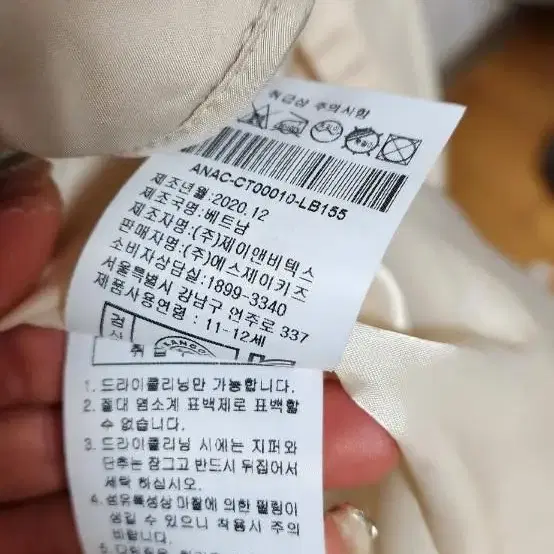 취급상 주의사항
ANAC-CT00010-LB155
제조년월:2020.12
제조국명:베트남
제조자명:(주)제이앤비텍스
판매자명:(주)에스제이키즈
소비자상담실:1899-3340
서울특별시 강남구 언주로 337
제품사용연령 : 11-12세
검
1. 드라이클리닝만 가능합니다.
2. 절대 염소계 표백제로 표백할
수 없습니다.
3. 드라이클리닝 시에는 지퍼와
단추는 잠그고 반드시 뒤집어서
세탁 하십시오.
4. 섬유특성상 마찰에 의한 필링이
생길 수 있으니 착용시 주의
바랍니다.